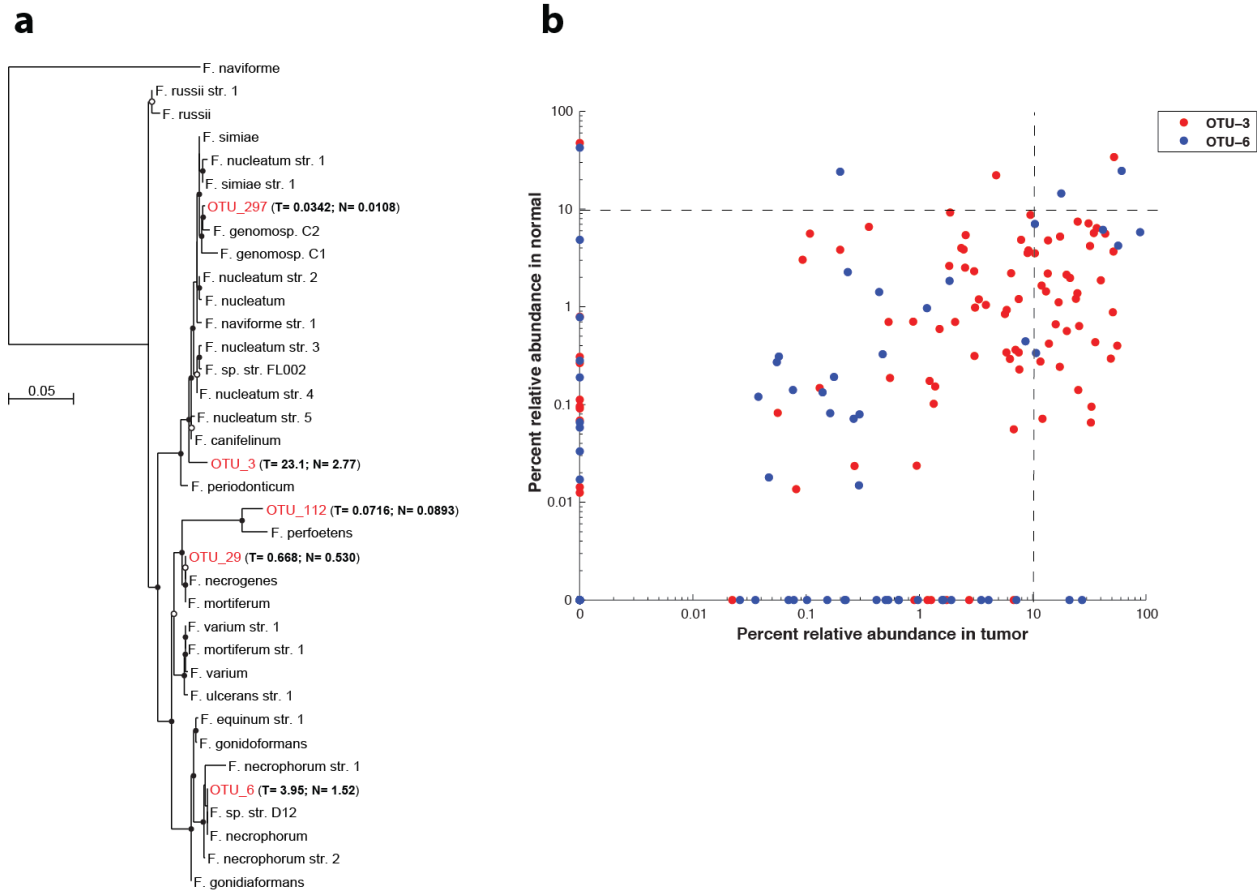 a
F. naviforme
F. russii str. 1
F. russii
F. simiae
F. nucleatum str. 1
F. simiae str. 1
OTU_297 (T= 0.0342; N= 0.0108)
F. genomosp. C2
F. genomosp. C1
F. nucleatum str. 2
F. nucleatum
F. naviforme str. 1
F. nucleatum str. 3
F. sp. str. FL002
F. nucleatum str. 4
F. nucleatum str. 5
F. canifelinum
OTU_3 (T= 23.1; N= 2.77)
F. periodonticum
OTU_112 (T= 0.0716; N= 0.0893)
F. perfoetens
OTU_29 (T= 0.668; N= 0.530)
F. necrogenes
F. mortiferum
F. varium str. 1
F. mortiferum str. 1
F. varium
F. ulcerans str. 1
F. equinum str. 1
F. gonidoformans
F. necrophorum str. 1
OTU_6 (T= 3.95; N= 1.52)
F. sp. str. D12
F. necrophorum
F. necrophorum str. 2
F. gonidiaformans
0.05
b
OTU–3
OTU–6
Percent relative abundance in normal
100
10
1
0.1
0.01
0
0
0.01
0.1
1
10
100
Percent relative abundance in tumor